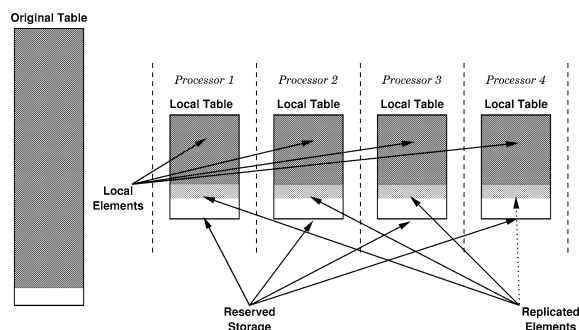 Original Table
Processor 1 Processor 2 Processor 3 Processor 4
Local Table Local Table Local Table Local Table
Local
Elements
Reserved
Storage
Replicated
Elements